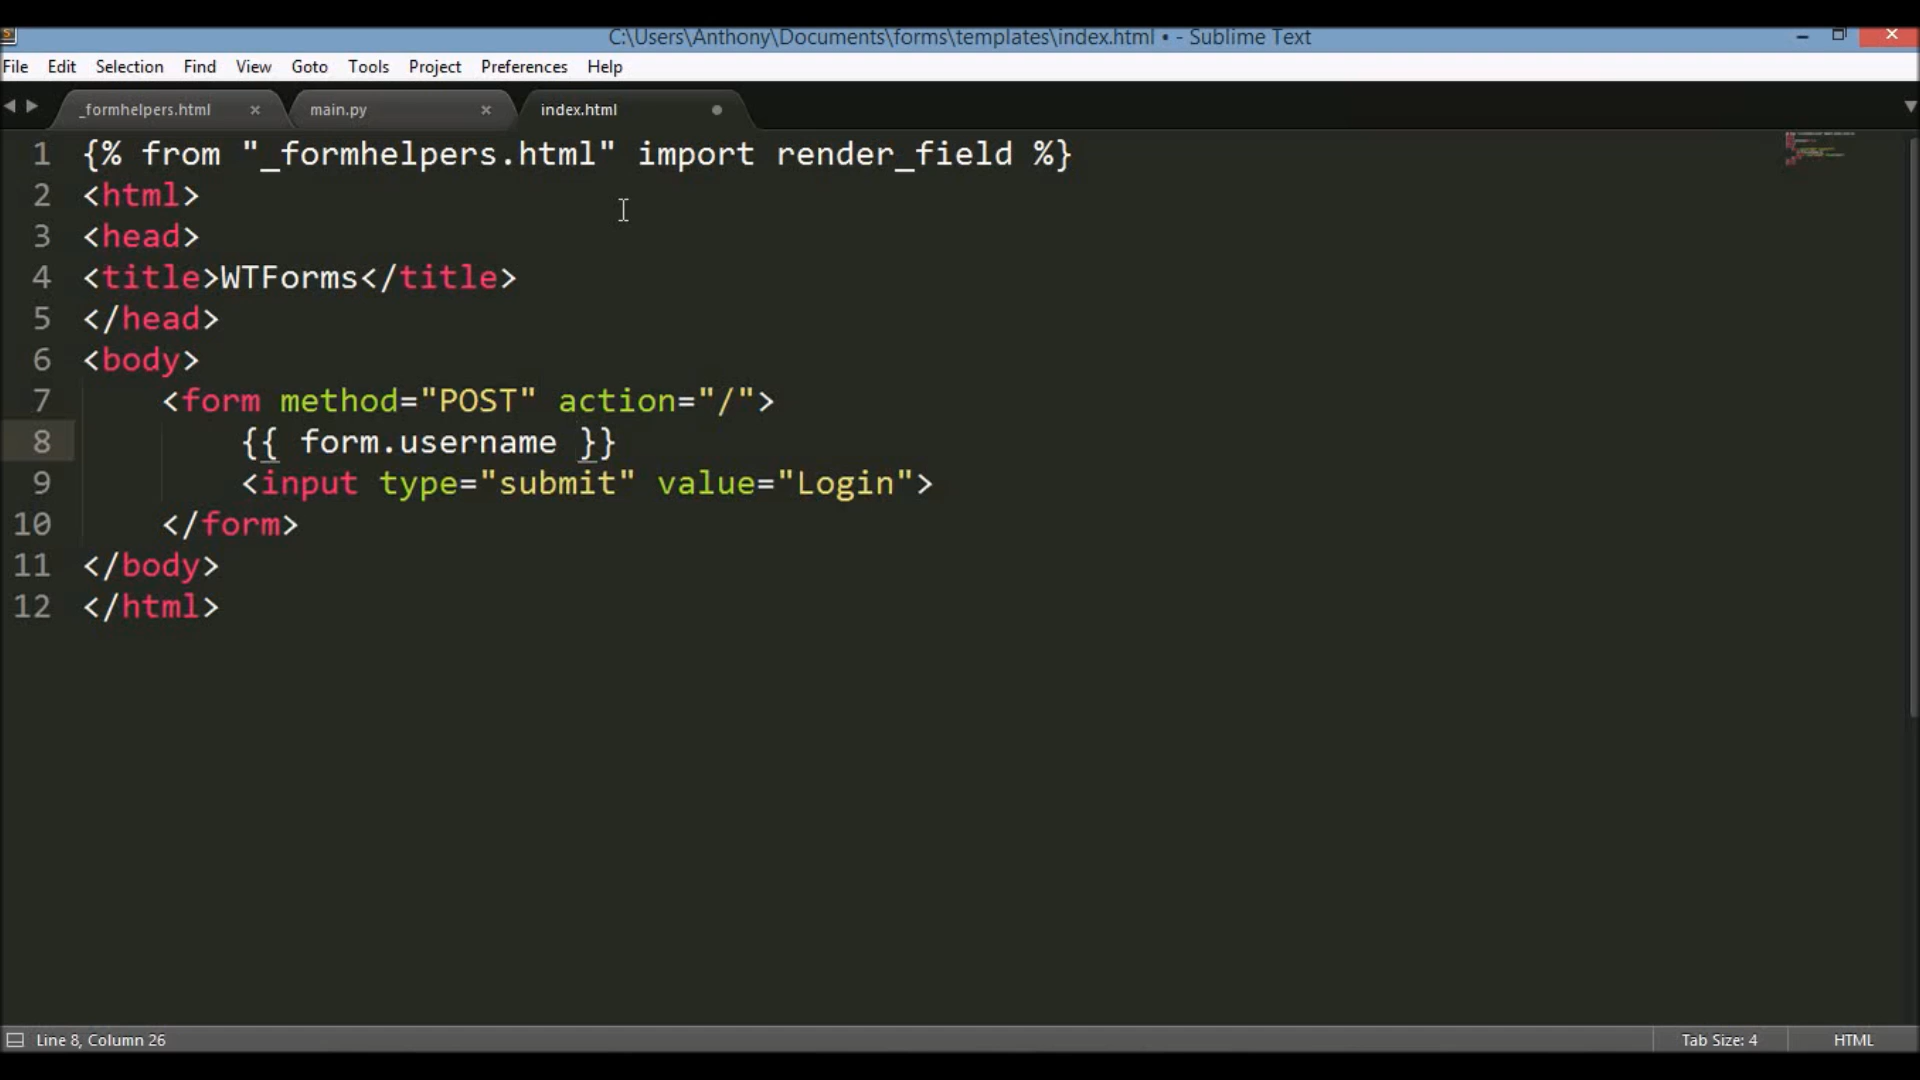 C:\Users\Anthony\Documents\forms\templates\index.html • - Sublime Text
File Edit Selection Find View Goto Tools Project Preferences Help
_formhelpers.html × main.py × index.html
1 {% from "_formhelpers.html" import render_field %}
2 <html>
3 <head>
4 <title>WTForms</title>
5 </head>
6 <body>
7 <form method="POST" action="/">
8 {{ form.username }}
9 <input type="submit" value="Login">
10 </form>
11 </body>
12 </html>
Line 8, Column 26 Tab Size: 4 HTML